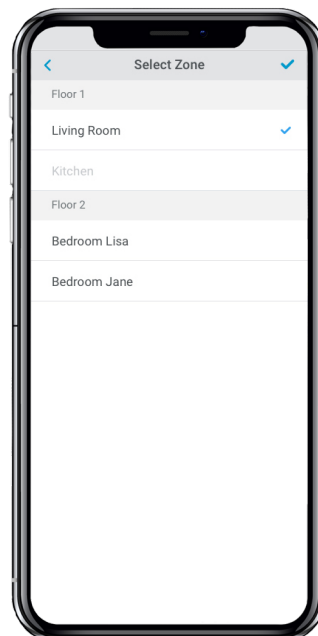 Select Zone
Floor 1
Living Room
Kitchen
Floor 2
Bedroom Lisa
Bedroom Jane